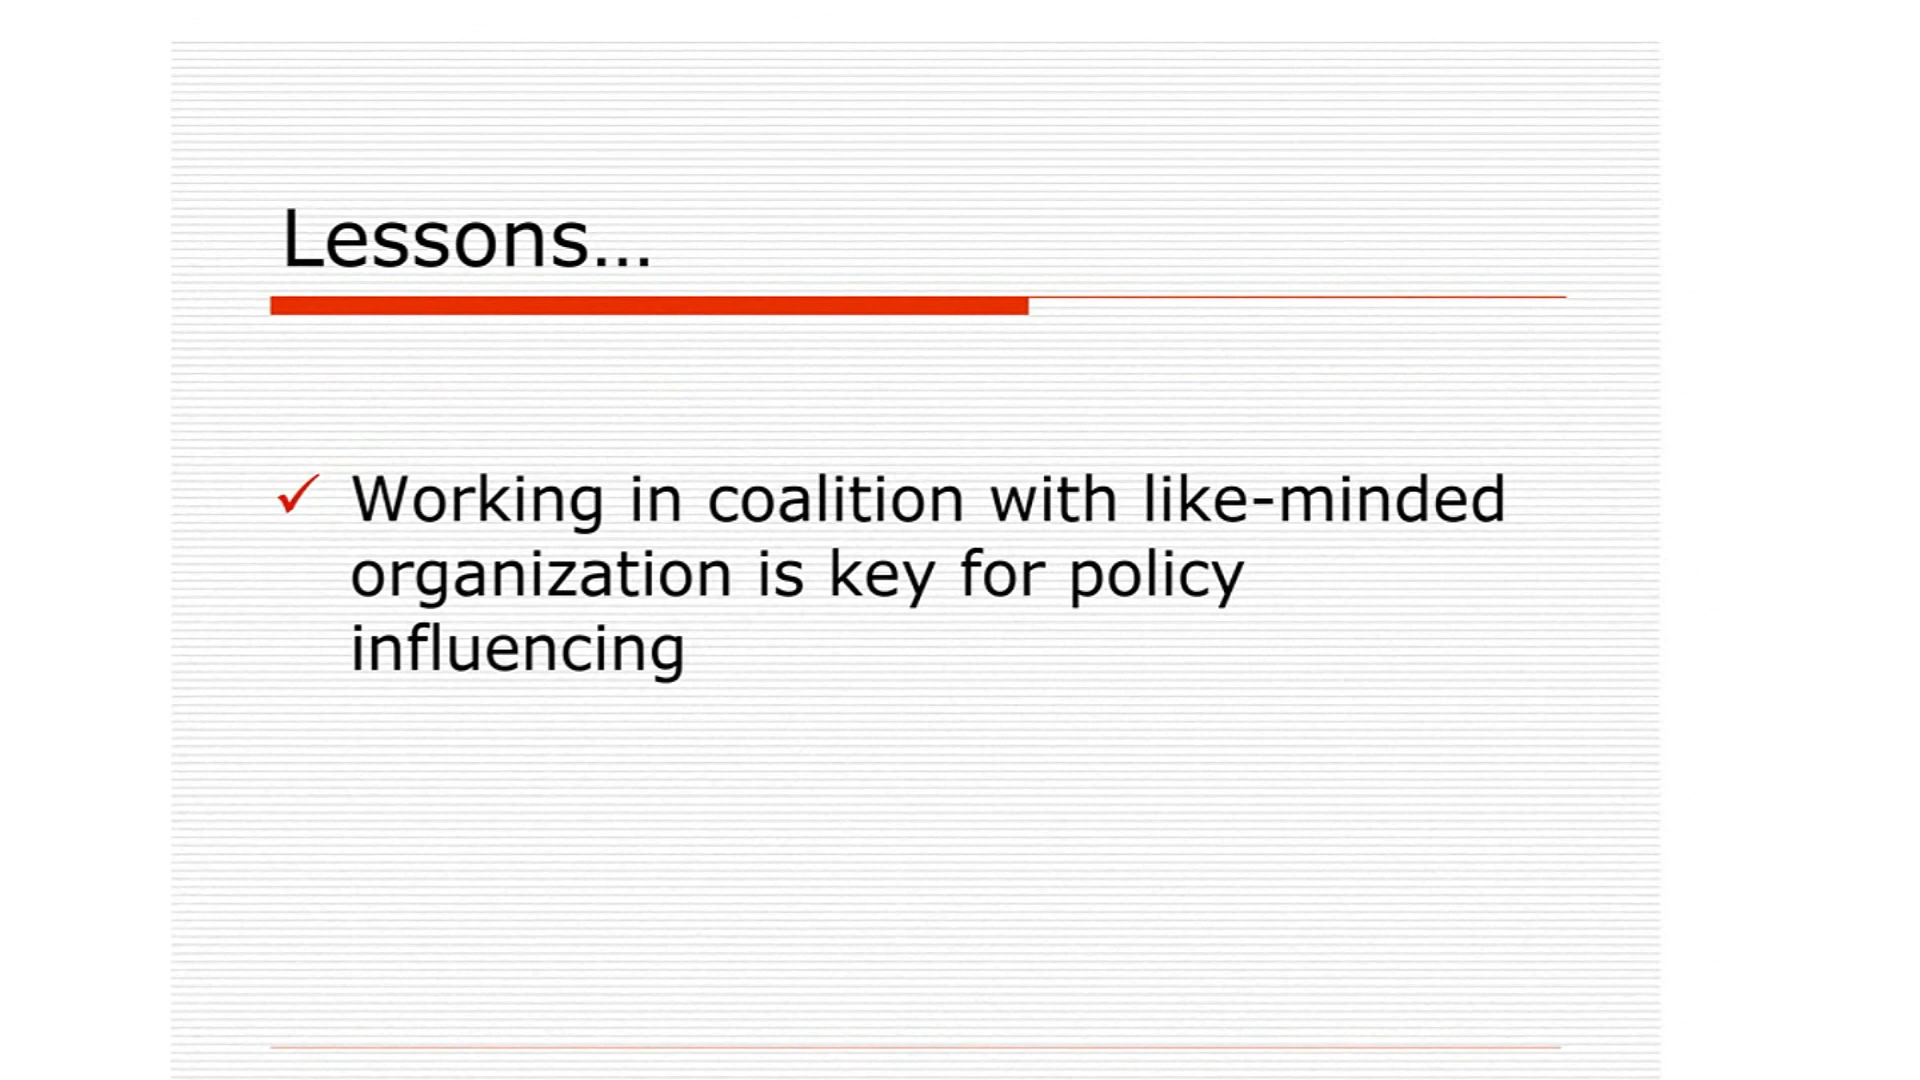 Lessons…
Working in coalition with like-minded
organization is key for policy
influencing